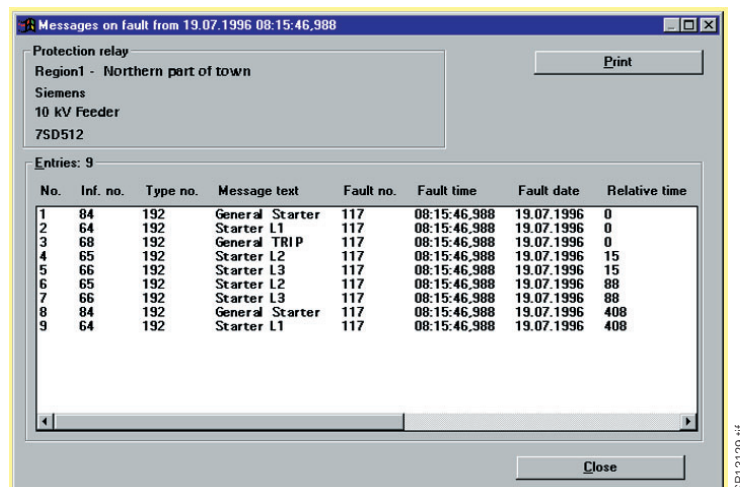 Messages on fault from 19.07.1996 08:15:46,988
Protection relay
Region1 - Northern part of town
Siemens
10 kV Feeder
7SD512
Print
Entries: 9
No. Inf. no. Type no. Message text Fault no. Fault time Fault date Relative time
1 84 192 General Starter 117 08:15:46,988 19.07.1996 0
2 64 192 Starter L1 117 08:15:46,988 19.07.1996 0
3 68 192 General TRIP 117 08:15:46,988 19.07.1996 0
4 65 192 Starter L2 117 08:15:46,988 19.07.1996 15
5 66 192 Starter L3 117 08:15:46,988 19.07.1996 15
6 65 192 Starter L2 117 08:15:46,988 19.07.1996 88
7 66 192 Starter L3 117 08:15:46,988 19.07.1996 88
8 84 192 General Starter 117 08:15:46,988 19.07.1996 408
9 64 192 Starter L1 117 08:15:46,988 19.07.1996 408
Close